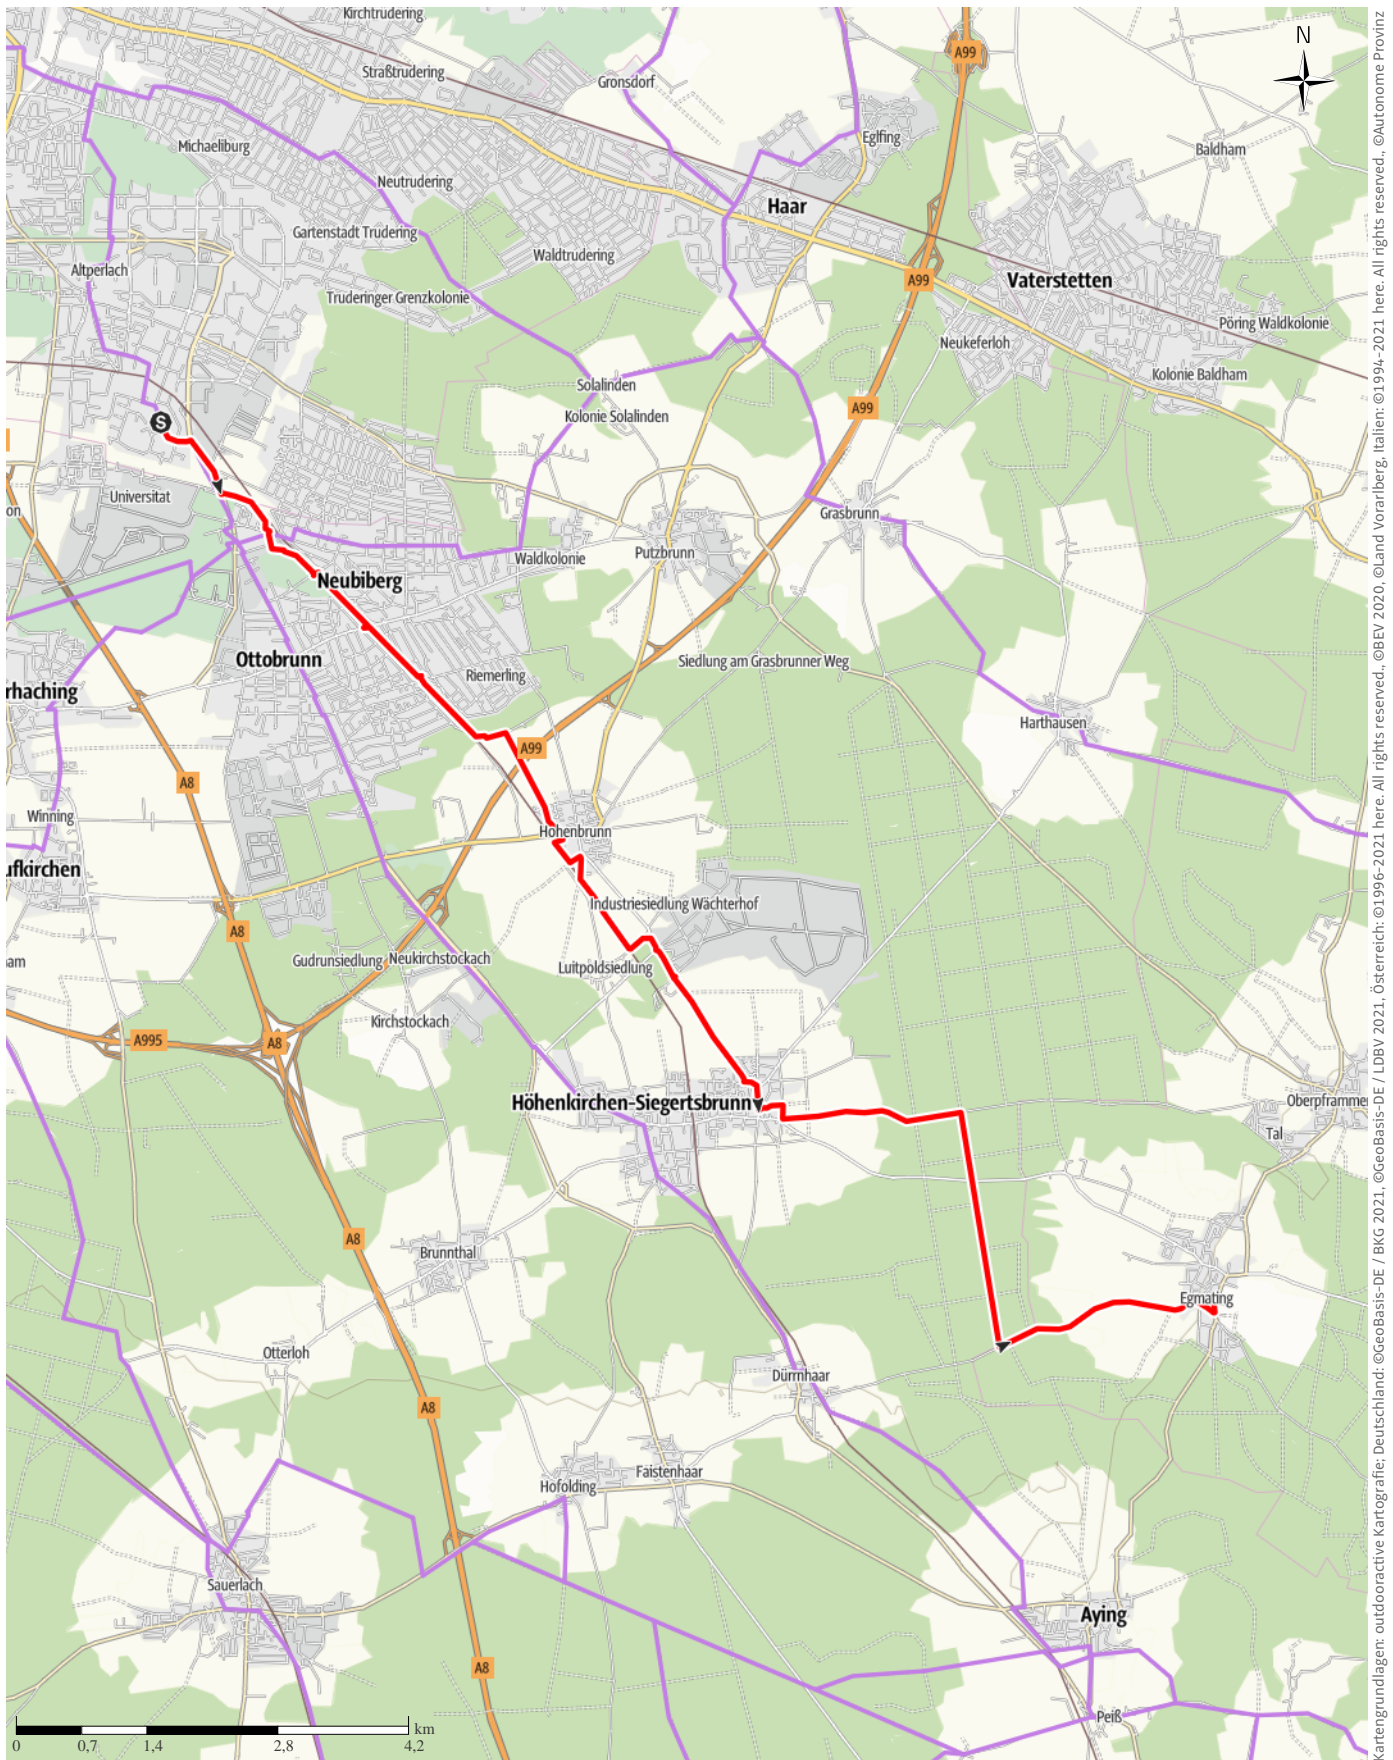 Kirchtrudering
Straßtrudering
Gronsdorf
A99
N
Michaeliburg
Eglfing
Baldham
Neutrudering
Haar
Gartenstadt Trudering
Waldtrudering
Altperlach
A99
Vaterstetten
Truderinger Grenzkolonie
Pöring Waldkolonie
Neukeferloh
Solalinden
Kolonie Baldham
A99
Kolonie Solalinden
S
Universität
on
Grasbrunn
Waldkolonie
Putzbrunn
Neubiberg
Ottobrunn
Siedlung am Grasbrunner Weg
Riemerling
rhaching
Harthausen
A99
A8
Winning
Hohenbrunn
ufkirchen
Industriesiedlung Wächterhof
A8
am
Gudrunsiedlung
Neukirchstockach
Luitpoldsiedlung
Kirchstockach
A995
A8
Höhenkirchen-Siegertsbrunn
Oberpframmer
Tal
A8
Brunnthal
Egmating
Otterloh
Dürrnhaar
A8
Faistenhaar
Hofolding
Sauerlach
Aying
A8
Peiß
km
0 0,7 1,4 2,8 4,2
Kartengrundlagen: outdooractive Kartografie; Deutschland: ©GeoBasis-DE / BKG 2021, ©GeoBasis-DE / LDBV 2021, Österreich: ©1996-2021 here. All rights reserved., ©BEV 2020, ©Land Vorarlberg, Italien: ©1994-2021 here. All rights reserved., ©Autonome Provinz